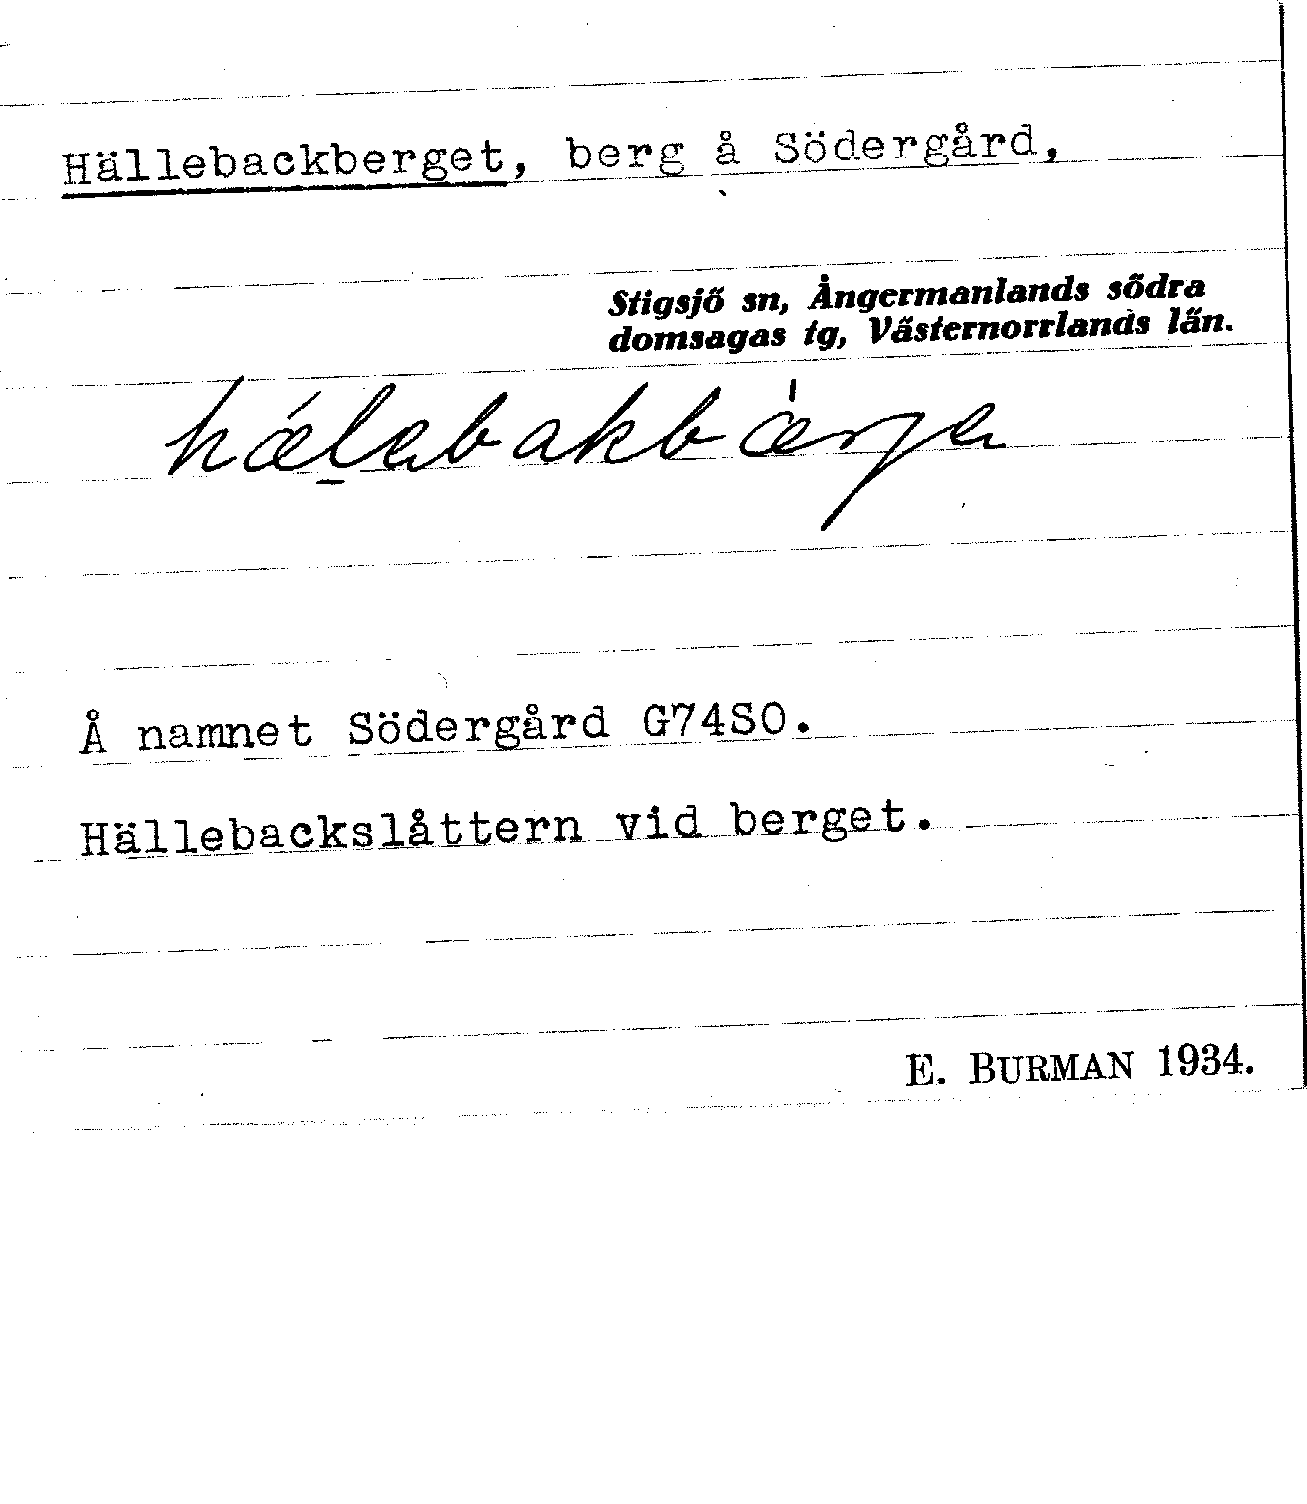 Hällebackberget, berg å Södergård,
Stigsjö sn, Ångermanlands södra
domsagas tg, Västernorrlands län.
Å namnet Södergård G74SO.
Hällebackslåttern vid berget.
E. BURMAN 1934.